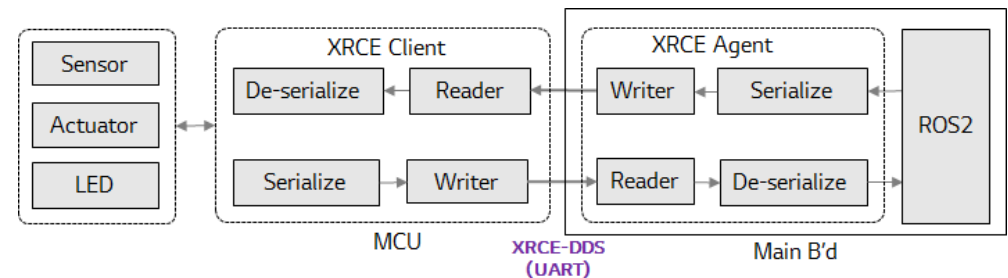 Sensor
Actuator
LED
XRCE Client
De-serialize
Reader
Serialize
Writer
MCU
XRCE-DDS
(UART)
XRCE Agent
Writer
Serialize
Reader
De-serialize
ROS2
Main B'd